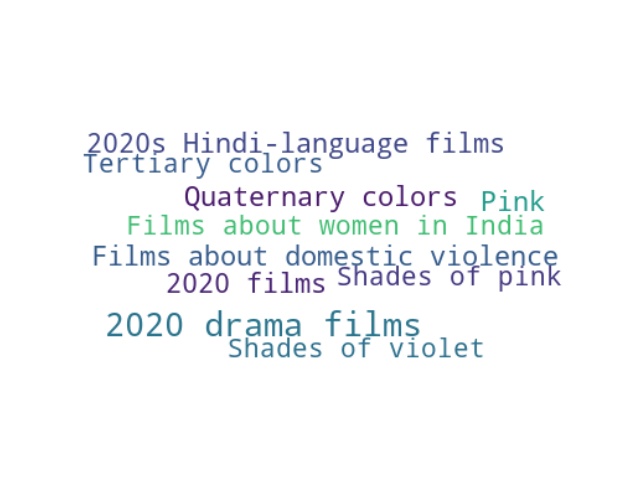 2020s Hindi-language films
Tertiary colors
Quaternary colors
Pink
Films about women in India
Films about domestic violence
2020 films
Shades of pink
2020 drama films
Shades of violet